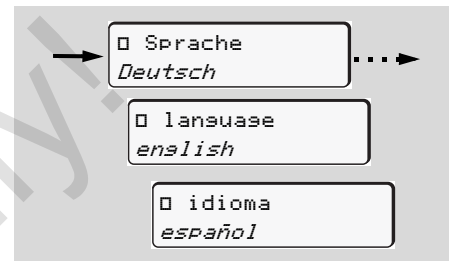 □ Sprache
Deutsch
□ language
english
□ idioma
español